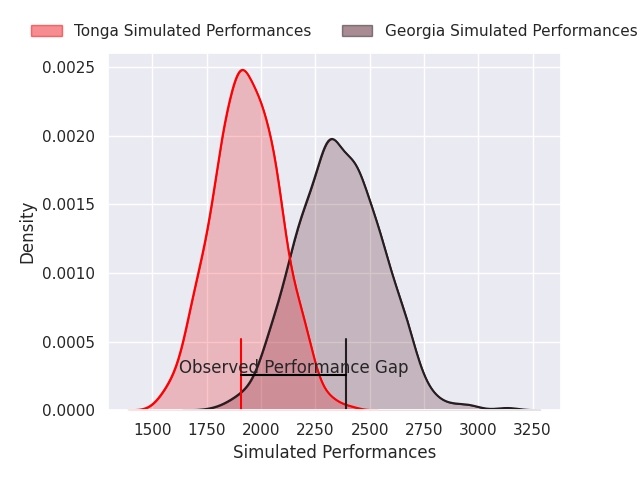 Tonga Simulated Performances
Georgia Simulated Performances
0.0025
0.0020
0.0015
0.0010
0.0005
0.0000
Density
Observed Performance Gap
1500 1750 2000 2250 2500 2750 3000 3250
Simulated Performances